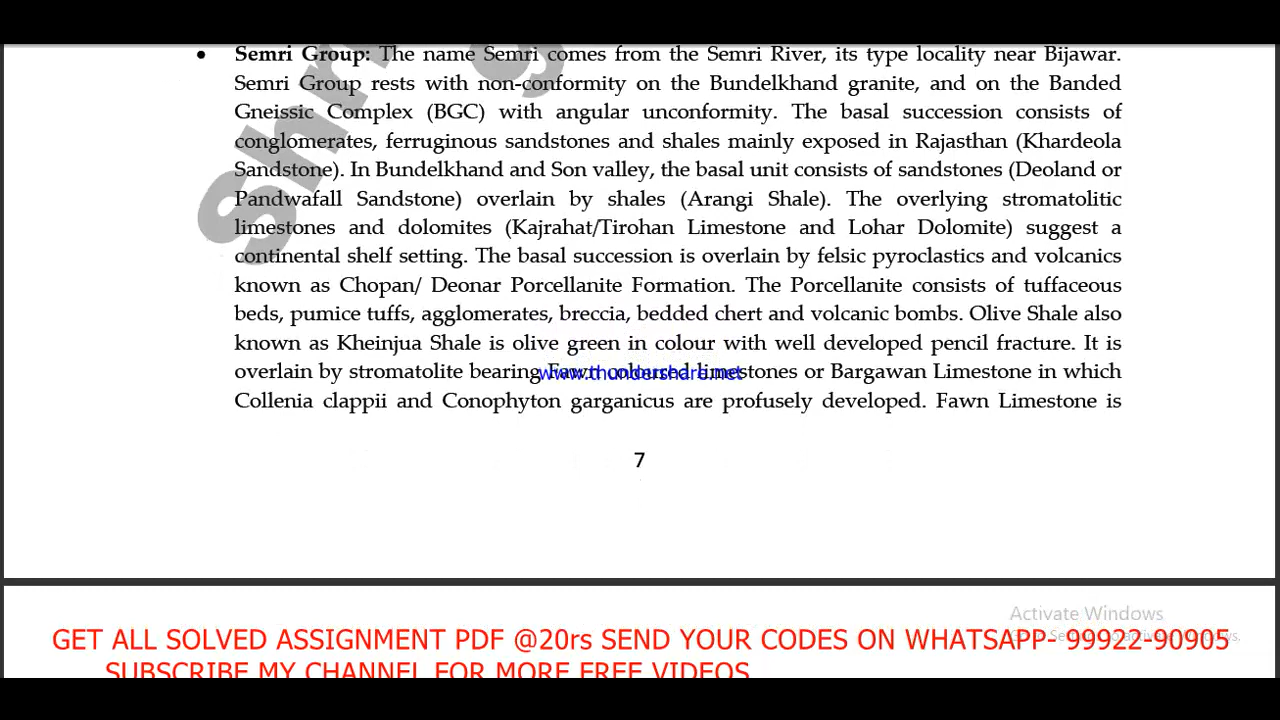 • Semri Group: The name Semri comes from the Semri River, its type locality near Bijawar.
Semri Group rests with non-conformity on the Bundelkhand granite, and on the Banded
Gneissic Complex (BGC) with angular unconformity. The basal succession consists of
conglomerates, ferruginous sandstones and shales mainly exposed in Rajasthan (Khardeola
Sandstone). In Bundelkhand and Son valley, the basal unit consists of sandstones (Deoland or
Pandwafall Sandstone) overlain by shales (Arangi Shale). The overlying stromatolitic
limestones and dolomites (Kajrahat/Tirohan Limestone and Lohar Dolomite) suggest a
continental shelf setting. The basal succession is overlain by felsic pyroclastics and volcanics
known as Chopan/ Deonar Porcellanite Formation. The Porcellanite consists of tuffaceous
beds, pumice tuffs, agglomerates, breccia, bedded chert and volcanic bombs. Olive Shale also
known as Kheinjua Shale is olive green in colour with well developed pencil fracture. It is
overlain by stromatolite bearing Fawn coloured limestones or Bargawan Limestone in which
www.thundershare.net
Collenia clappii and Conophyton garganicus are profusely developed. Fawn Limestone is
7
Shri
Activate Windows
GET ALL SOLVED ASSIGNMENT PDF @20rs SEND YOUR CODES ON WHATSAPP- 99922-90905
SUBSCRIBE MY CHANNEL FOR MORE FREE VIDEOS